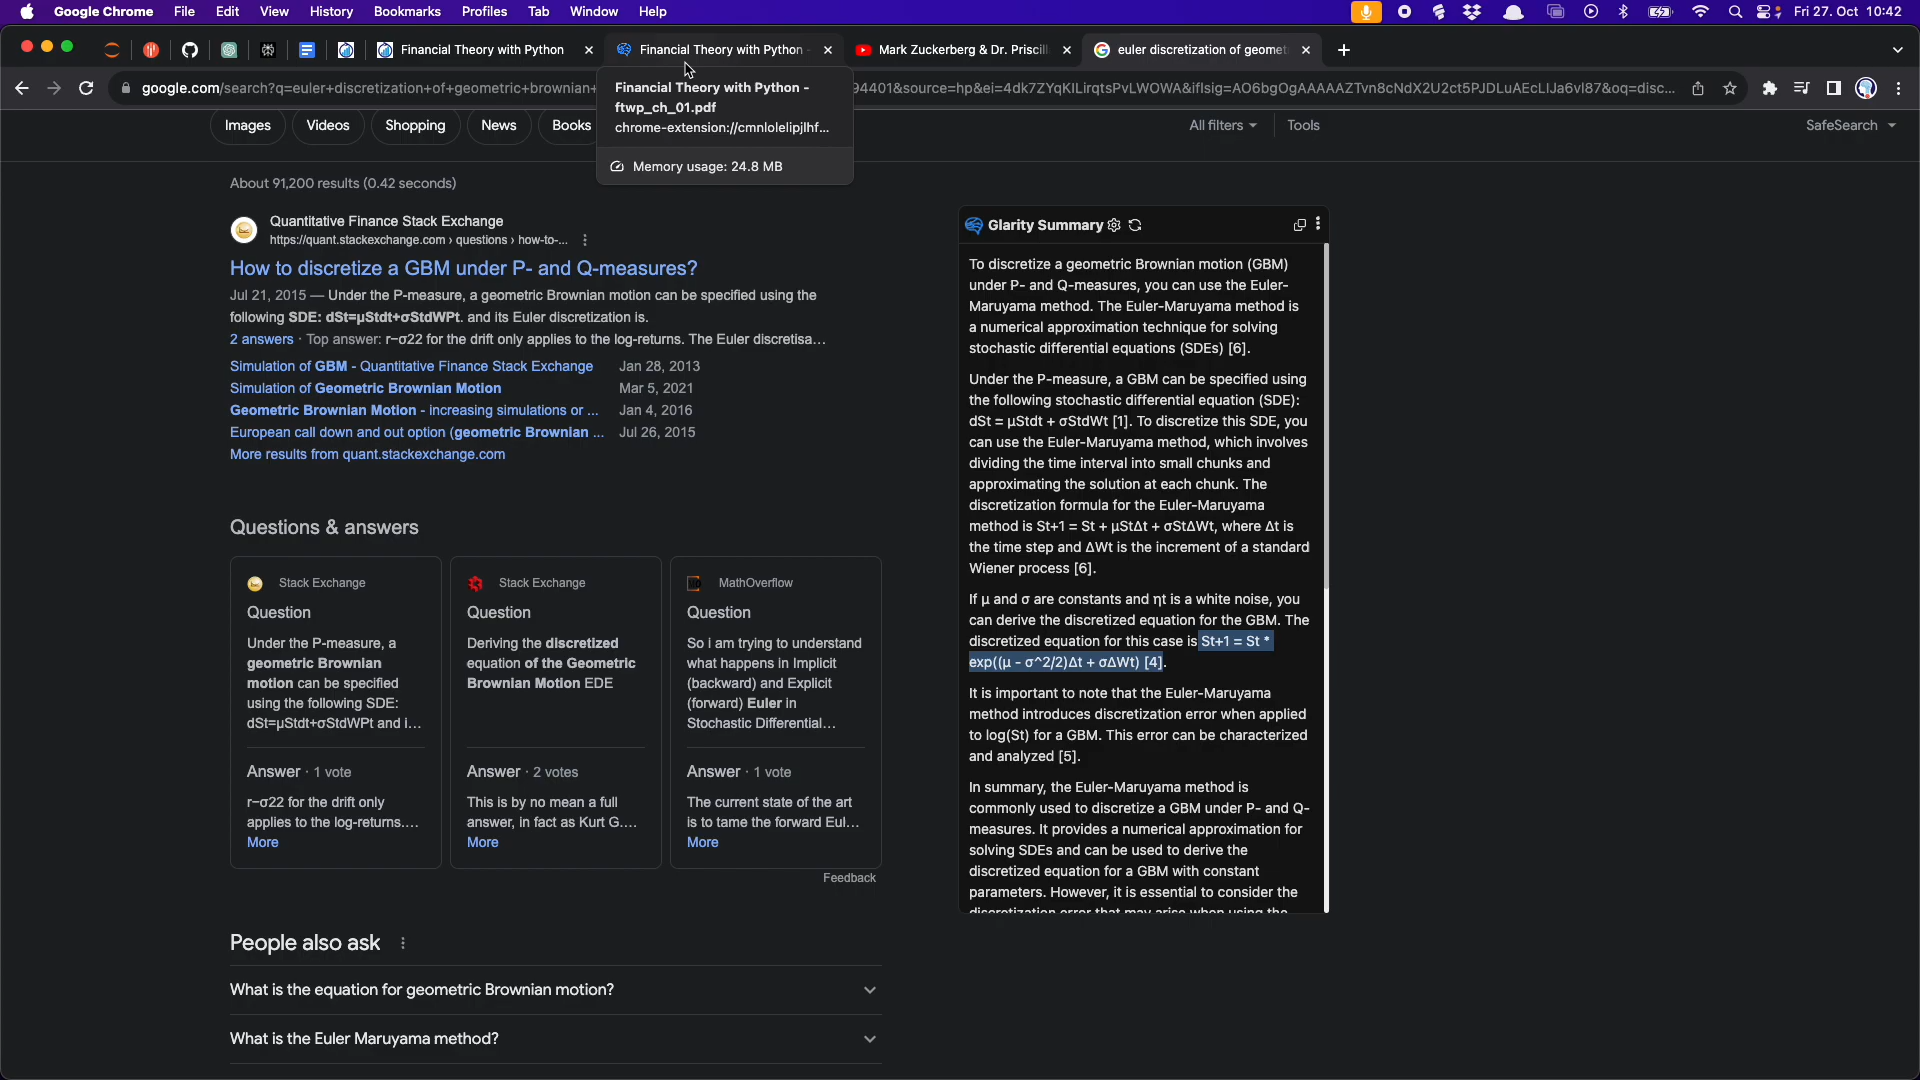 Google Chrome File Edit View History Bookmarks Profiles Tab Window Help Fri 27. Oct 10:42
Financial Theory with Python Financial Theory with Python - Mark Zuckerberg & Dr. Priscill euler discretization of geomet
google.com/search?q=euler+discretization+of+geometric+brownian+ 94401&source=hp&ei=4dk7ZYqKILirqtsPvLWOWA&iflsig=AO6bgOgAAAAAZTvn8cNdX2U2ct5PJDLuAEcLIJa6vl87&oq=disc...
Financial Theory with Python -
ftwp_ch_01.pdf
chrome-extension://cmnlolelipjlhf...
Memory usage: 24.8 MB
Images Videos Shopping News Books All filters Tools SafeSearch
About 91,200 results (0.42 seconds)
Quantitative Finance Stack Exchange
https://quant.stackexchange.com › questions › how-to-...
How to discretize a GBM under P- and Q-measures?
Jul 21, 2015 — Under the P-measure, a geometric Brownian motion can be specified using the
following SDE: dSt=μStdt+σStdWPt. and its Euler discretization is.
2 answers · Top answer: r−σ22 for the drift only applies to the log-returns. The Euler discretisa...
Simulation of GBM - Quantitative Finance Stack Exchange Jan 28, 2013
Simulation of Geometric Brownian Motion Mar 5, 2021
Geometric Brownian Motion - increasing simulations or ... Jan 4, 2016
European call down and out option (geometric Brownian ... Jul 26, 2015
More results from quant.stackexchange.com
Questions & answers
Stack Exchange
Question
Under the P-measure, a
geometric Brownian
motion can be specified
using the following SDE:
dSt=μStdt+σStdWPt and i...
Answer · 1 vote
r−σ22 for the drift only
applies to the log-returns....
More
Stack Exchange
Question
Deriving the discretized
equation of the Geometric
Brownian Motion EDE
Answer · 2 votes
This is by no mean a full
answer, in fact as Kurt G....
More
MathOverflow
Question
So i am trying to understand
what happens in Implicit
(backward) and Explicit
(forward) Euler in
Stochastic Differential...
Answer · 1 vote
The current state of the art
is to tame the forward Eul...
More
Feedback
People also ask
What is the equation for geometric Brownian motion?
What is the Euler Maruyama method?
Glarity Summary
To discretize a geometric Brownian motion (GBM)
under P- and Q-measures, you can use the Euler-
Maruyama method. The Euler-Maruyama method is
a numerical approximation technique for solving
stochastic differential equations (SDEs) [6].
Under the P-measure, a GBM can be specified using
the following stochastic differential equation (SDE):
dSt = μStdt + σStdWt [1]. To discretize this SDE, you
can use the Euler-Maruyama method, which involves
dividing the time interval into small chunks and
approximating the solution at each chunk. The
discretization formula for the Euler-Maruyama
method is St+1 = St + μStΔt + σStΔWt, where Δt is
the time step and ΔWt is the increment of a standard
Wiener process [6].
If μ and σ are constants and ηt is a white noise, you
can derive the discretized equation for the GBM. The
discretized equation for this case is St+1 = St *
exp((μ - σ^2/2)Δt + σΔWt) [4].
It is important to note that the Euler-Maruyama
method introduces discretization error when applied
to log(St) for a GBM. This error can be characterized
and analyzed [5].
In summary, the Euler-Maruyama method is
commonly used to discretize a GBM under P- and Q-
measures. It provides a numerical approximation for
solving SDEs and can be used to derive the
discretized equation for a GBM with constant
parameters. However, it is essential to consider the
discretization error that may arise when using the